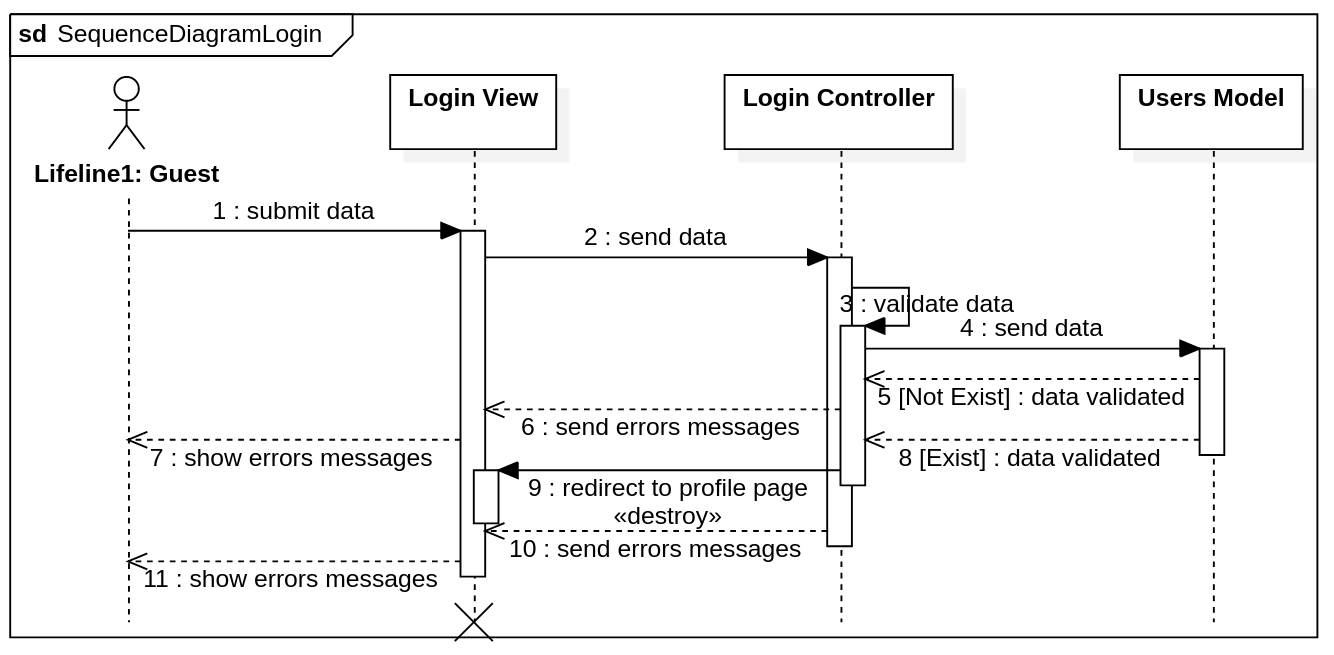 sd SequenceDiagramLogin
Login View
Login Controller
Users Model
Lifeline1: Guest
1 : submit data
2 : send data
3 : validate data
4 : send data
5 [Not Exist] : data validated
6 : send errors messages
7 : show errors messages
8 [Exist] : data validated
9 : redirect to profile page
«destroy»
10 : send errors messages
11 : show errors messages